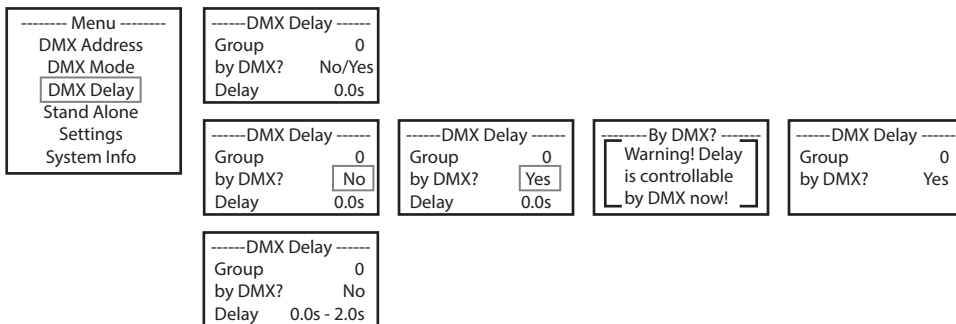 -------- Menu --------
DMX Address
DMX Mode
DMX Delay
Stand Alone
Settings
System Info
------DMX Delay ------
Group 0
by DMX? No/Yes
Delay 0.0s
------DMX Delay ------
Group 0
by DMX? No
Delay 0.0s
------DMX Delay ------
Group 0
by DMX? Yes
Delay 0.0s
--------By DMX? -------
Warning! Delay
is controllable
by DMX now!
------DMX Delay ------
Group 0
by DMX? Yes
------DMX Delay ------
Group 0
by DMX? No
Delay 0.0s - 2.0s